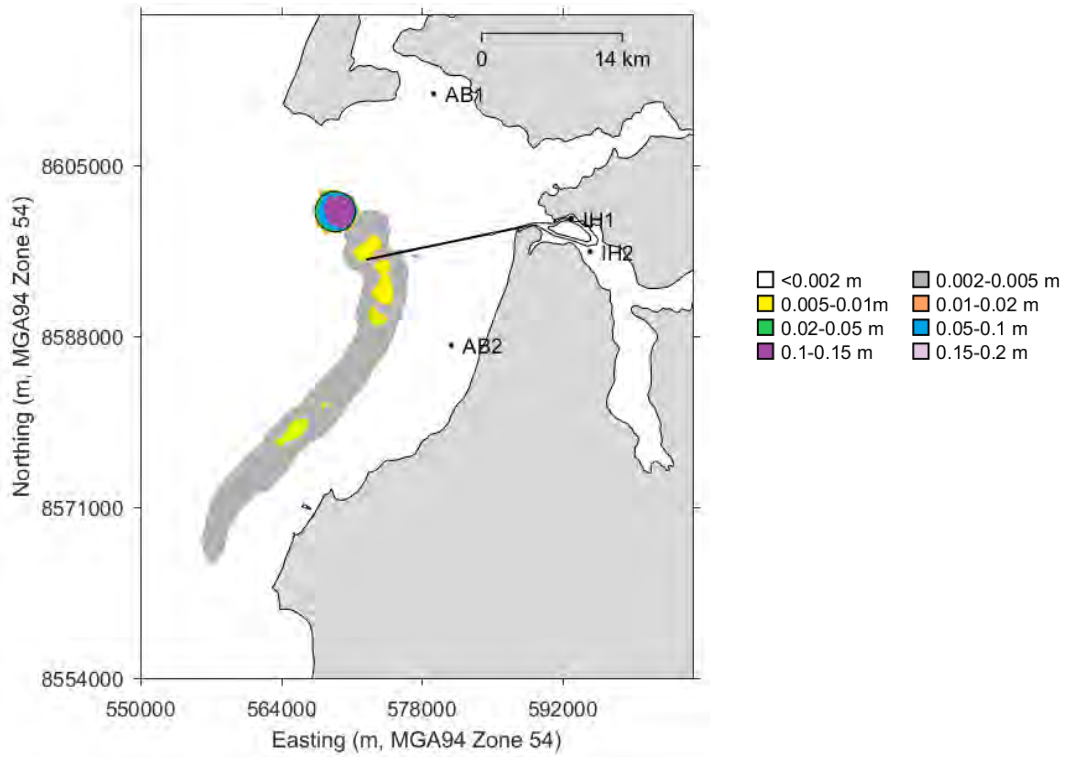 0 14 km
AB1
8605000
IH1
IH2
8588000
AB2
8571000
8554000
550000 564000 578000 592000
Easting (m, MGA94 Zone 54)
Northing (m, MGA94 Zone 54)
<0.002 m 0.002-0.005 m
0.005-0.01m 0.01-0.02 m
0.02-0.05 m 0.05-0.1 m
0.1-0.15 m 0.15-0.2 m